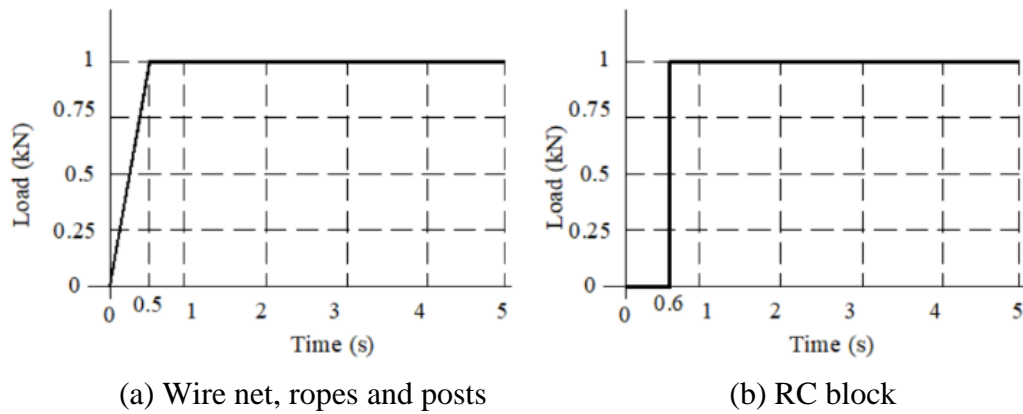 Load (kN)
1
0.75
0.5
0.25
0
0 0.5 1 2 3 4 5
Time (s)
(a) Wire net, ropes and posts
Load (kN)
1
0.75
0.5
0.25
0
0 0.6 1 2 3 4 5
Time (s)
(b) RC block